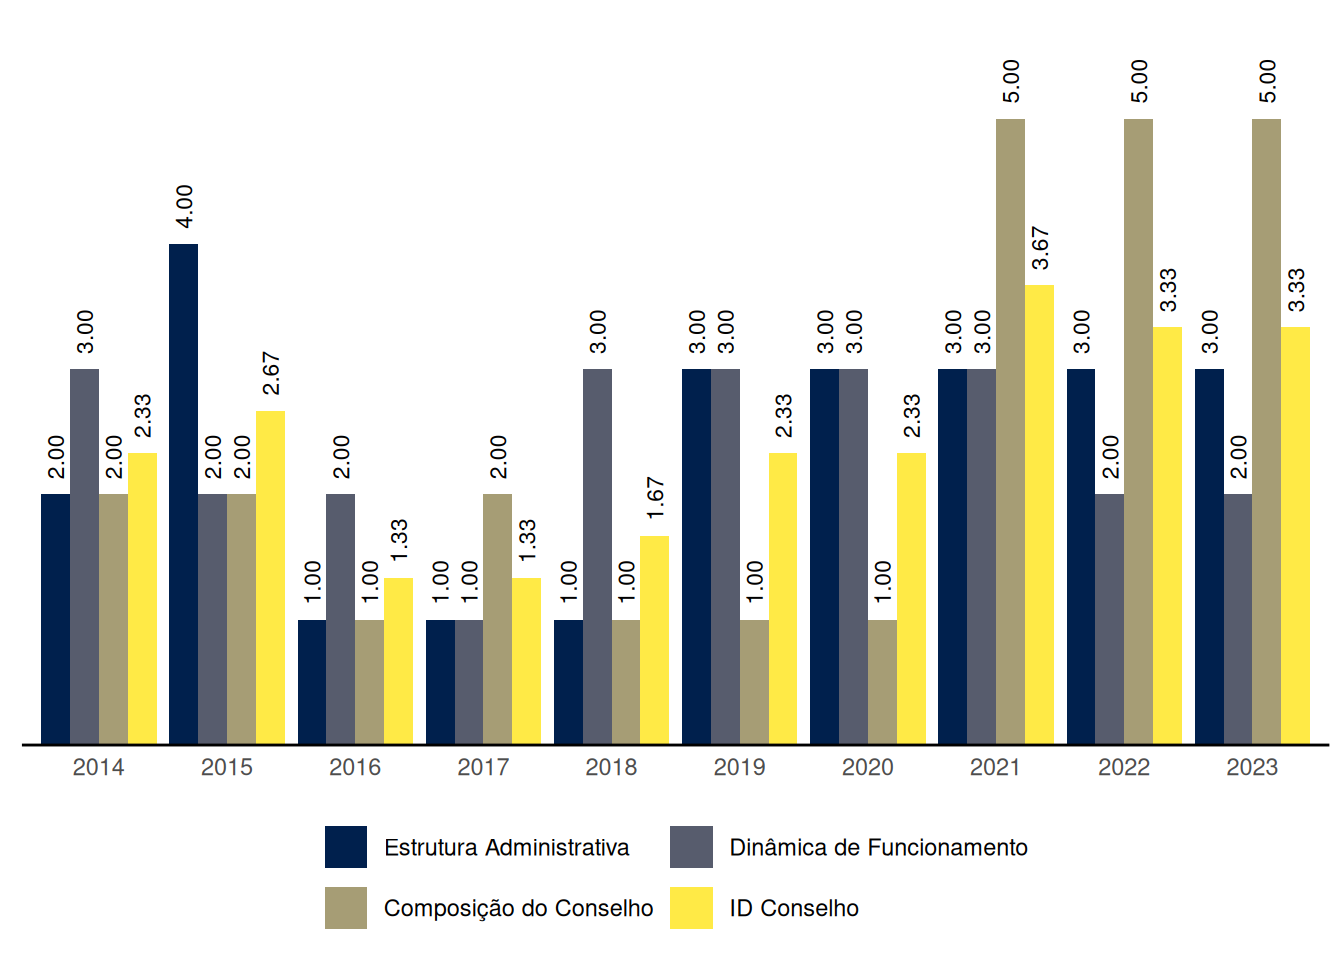 2.00 3.00 2.00 2.33 4.00 2.00 2.00 2.67 1.00 2.00 1.00 1.33 1.00 1.00 2.00 1.33 1.00 3.00 1.00 1.67 3.00 3.00 1.00 2.33 3.00 3.00 1.00 2.33 3.00 3.00 5.00 3.67 3.00 2.00 5.00 3.33 3.00 2.00 5.00 3.33
2014 2015 2016 2017 2018 2019 2020 2021 2022 2023
Estrutura Administrativa Dinâmica de Funcionamento
Composição do Conselho ID Conselho